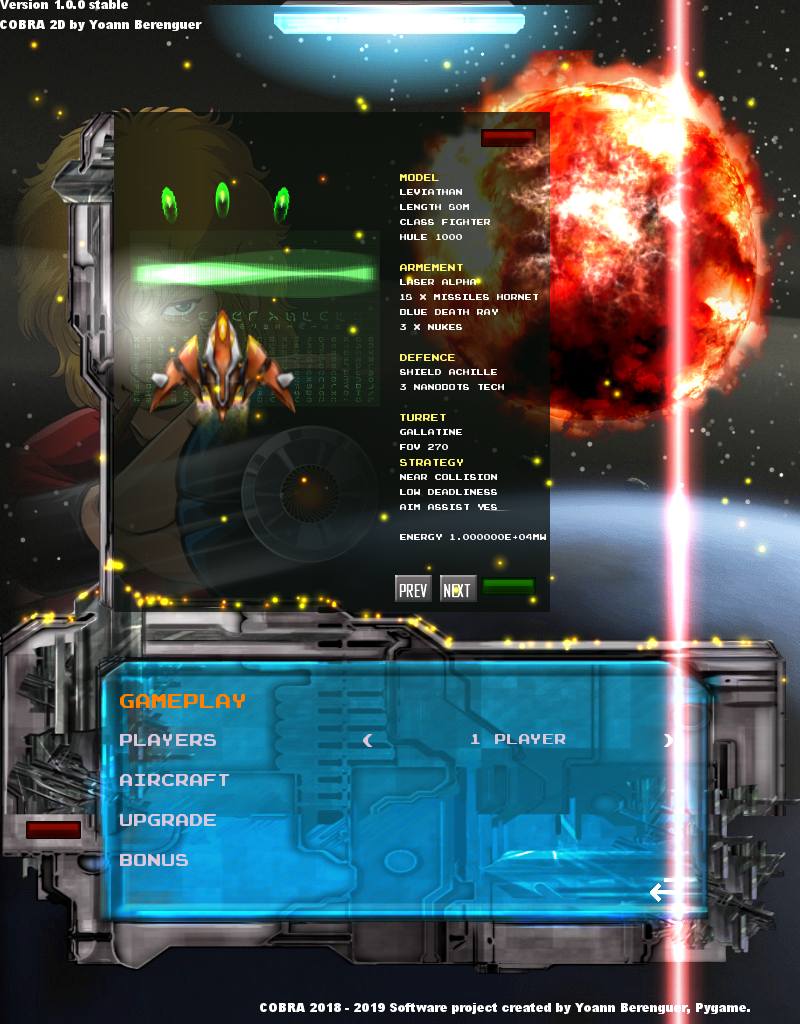 Version 1.0.0 stable
COBRA 2D by Yoann Berenguer
MODEL
LEVIATHAN
LENGTH 50M
CLASS FIGHTER
HULE 1000
ARMEMENT
LASER ALPHA
15 X MISSILES HORNET
BLUE DEATH RAY
3 X NUKES
DEFENCE
SHIELD ACHILLE
3 NANOBOTS TECH
TURRET
GALLATINE
FOV 270
STRATEGY
NEAR COLLISION
LOW DEADLINESS
AIM ASSIST YES
ENERGY 1.000000E+04MW
PREV NEXT
GAMEPLAY
PLAYERS 1 PLAYER
AIRCRAFT
UPGRADE
BONUS
COBRA 2018 - 2019 Software project created by Yoann Berenguer, Pygame.